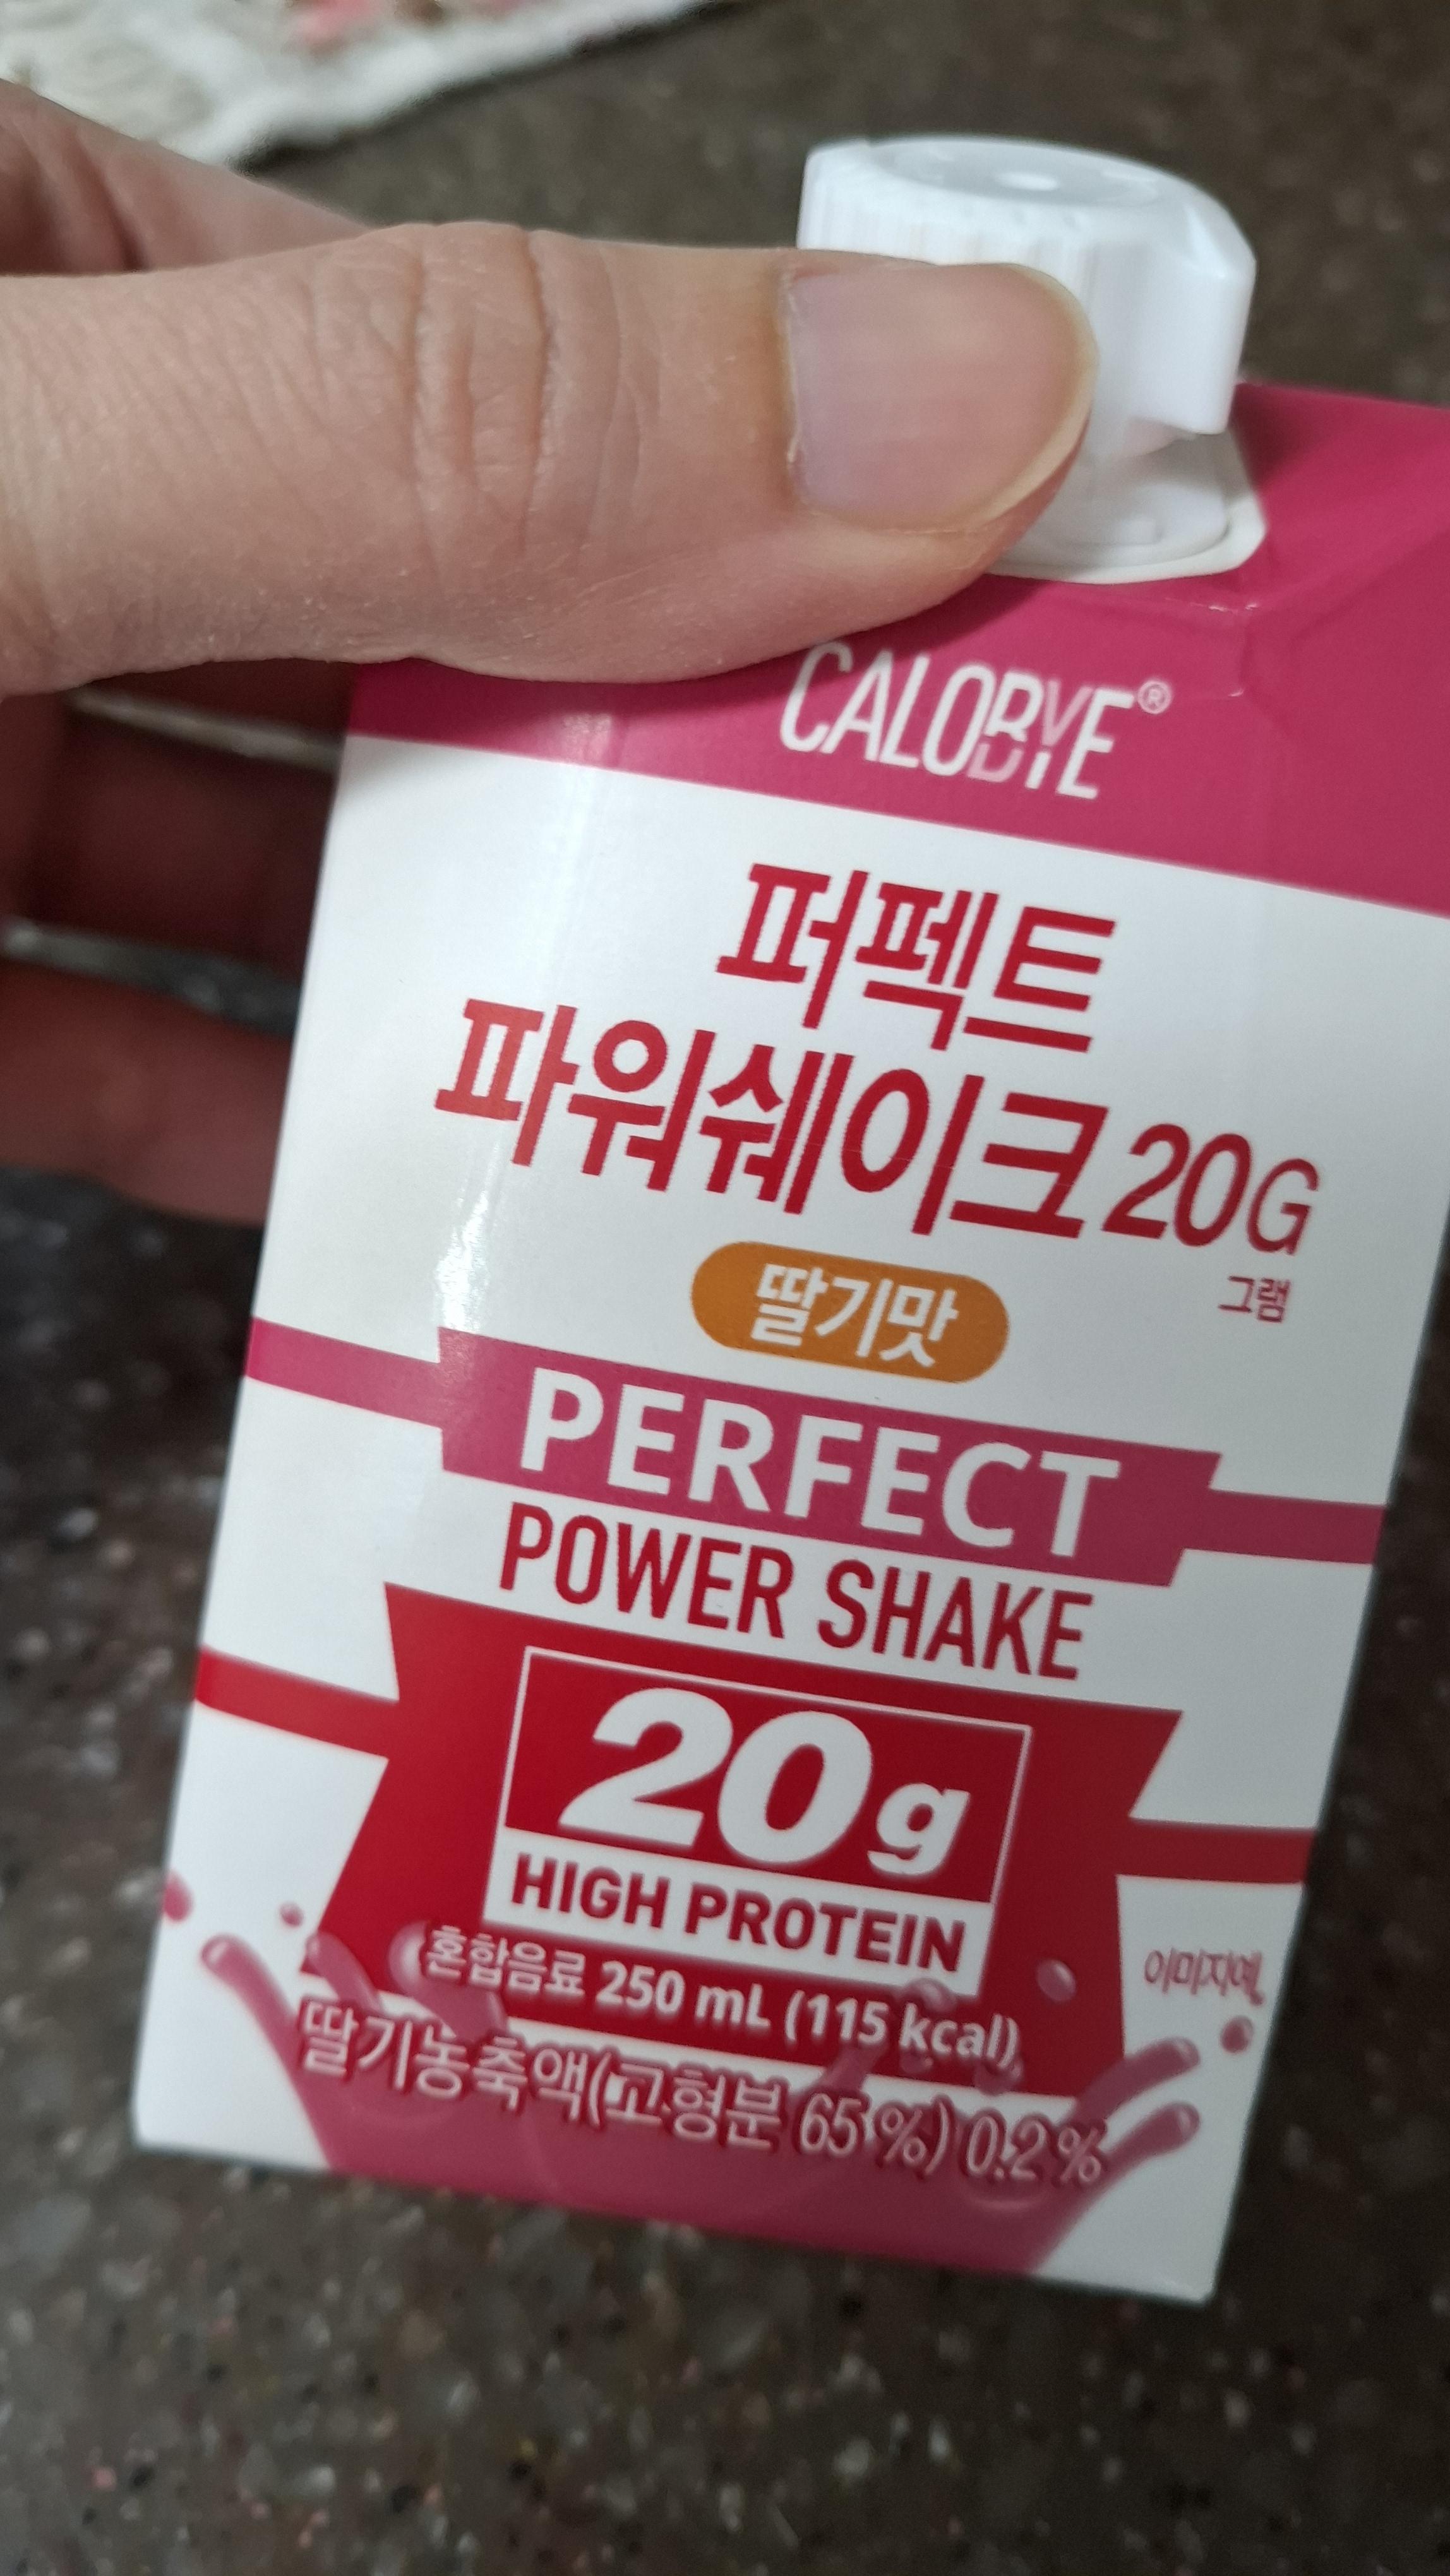 CALOBYE®
퍼펙트
파워쉐이크 20G
그램
딸기맛
PERFECT
POWER SHAKE
20g
HIGH PROTEIN
혼합음료 250 mL (115 kcal)
이미지예
딸기농축액(고형분 65 %) 0.2 %